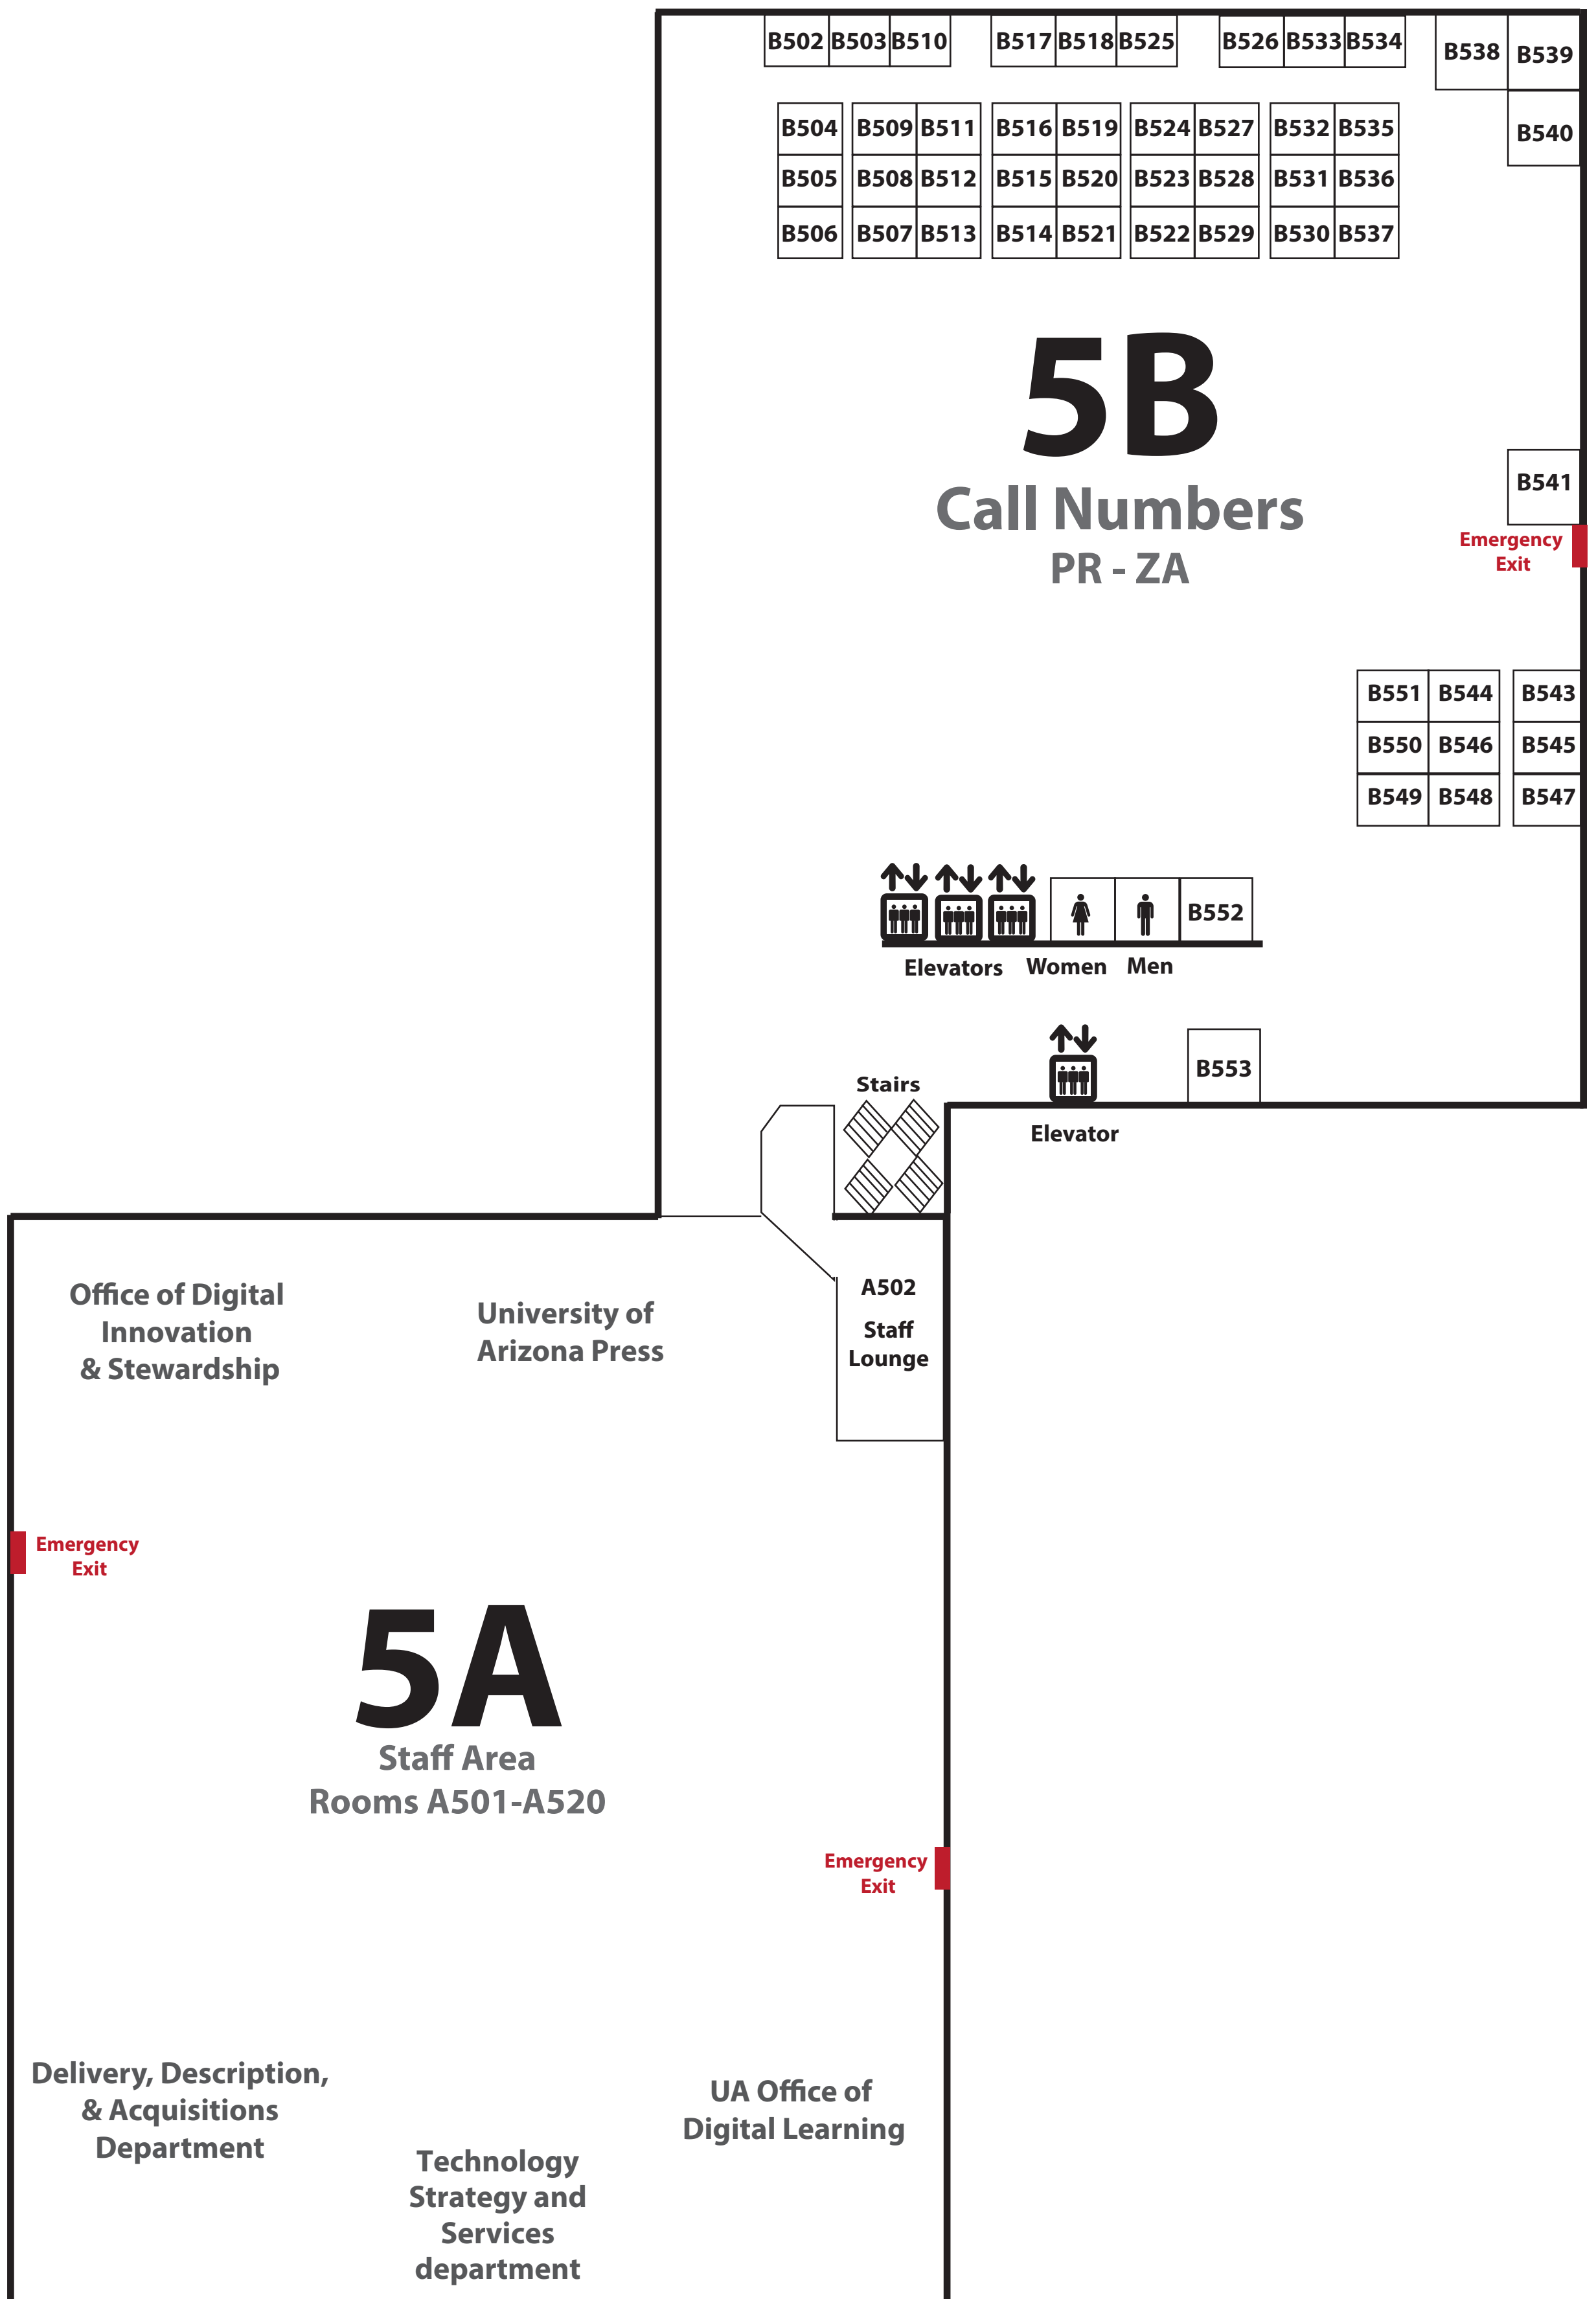 B502 B503 B510 B517 B518 B525 B526 B533 B534 B538 B539
B540
B504 B509 B511 B516 B519 B524 B527 B532 B535
B505 B508 B512 B515 B520 B523 B528 B531 B536
B506 B507 B513 B514 B521 B522 B529 B530 B537
5B
Call Numbers
PR - ZA
B541
Emergency
Exit
B551 B544 B543
B550 B546 B545
B549 B548 B547
B552
Elevators Women Men
B553
Stairs
Elevator
Office of Digital
Innovation
& Stewardship
University of
Arizona Press
A502
Staff
Lounge
Emergency
Exit
5A
Staff Area
Rooms A501-A520
Emergency
Exit
Delivery, Description,
& Acquisitions
Department
Technology
Strategy and
Services
department
UA Office of
Digital Learning